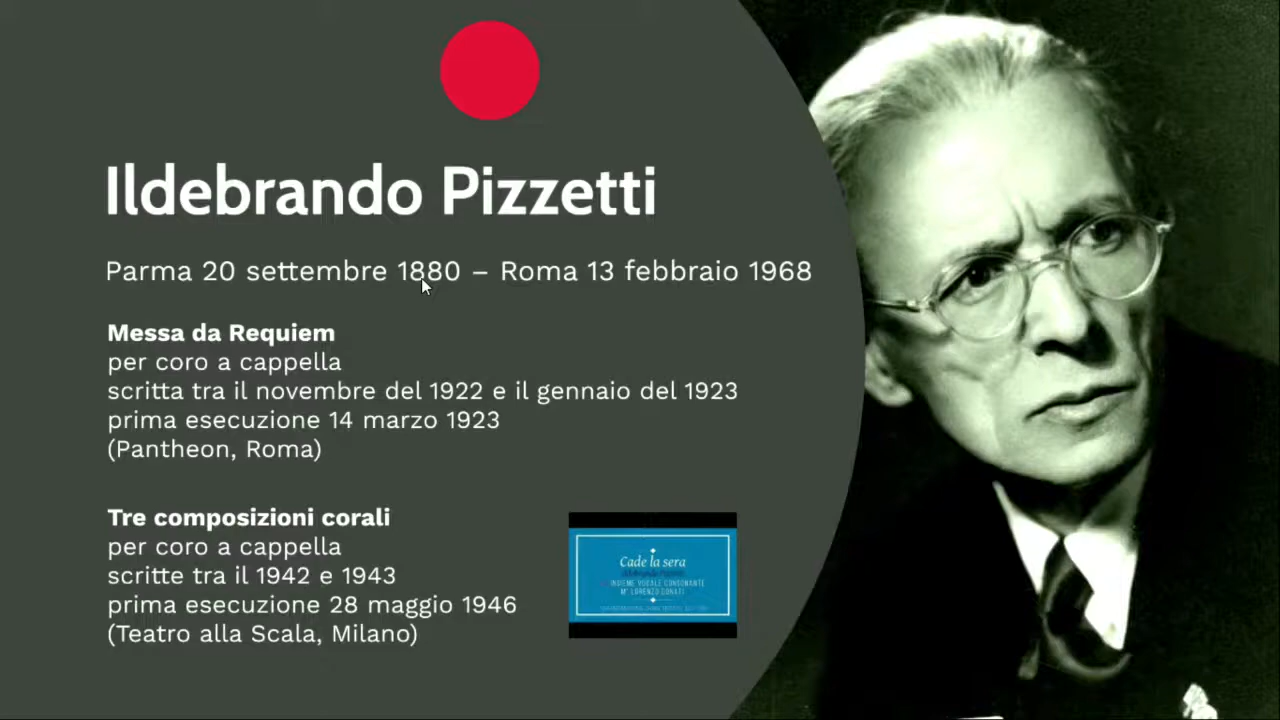 Ildebrando Pizzetti
Parma 20 settembre 1880 – Roma 13 febbraio 1968
Messa da Requiem
per coro a cappella
scritta tra il novembre del 1922 e il gennaio del 1923
prima esecuzione 14 marzo 1923
(Pantheon, Roma)
Tre composizioni corali
per coro a cappella
scritte tra il 1942 e 1943
prima esecuzione 28 maggio 1946
(Teatro alla Scala, Milano)
Cade la sera
INSIEME VOCALE CONSONANTE
M° LORENZO DONATI